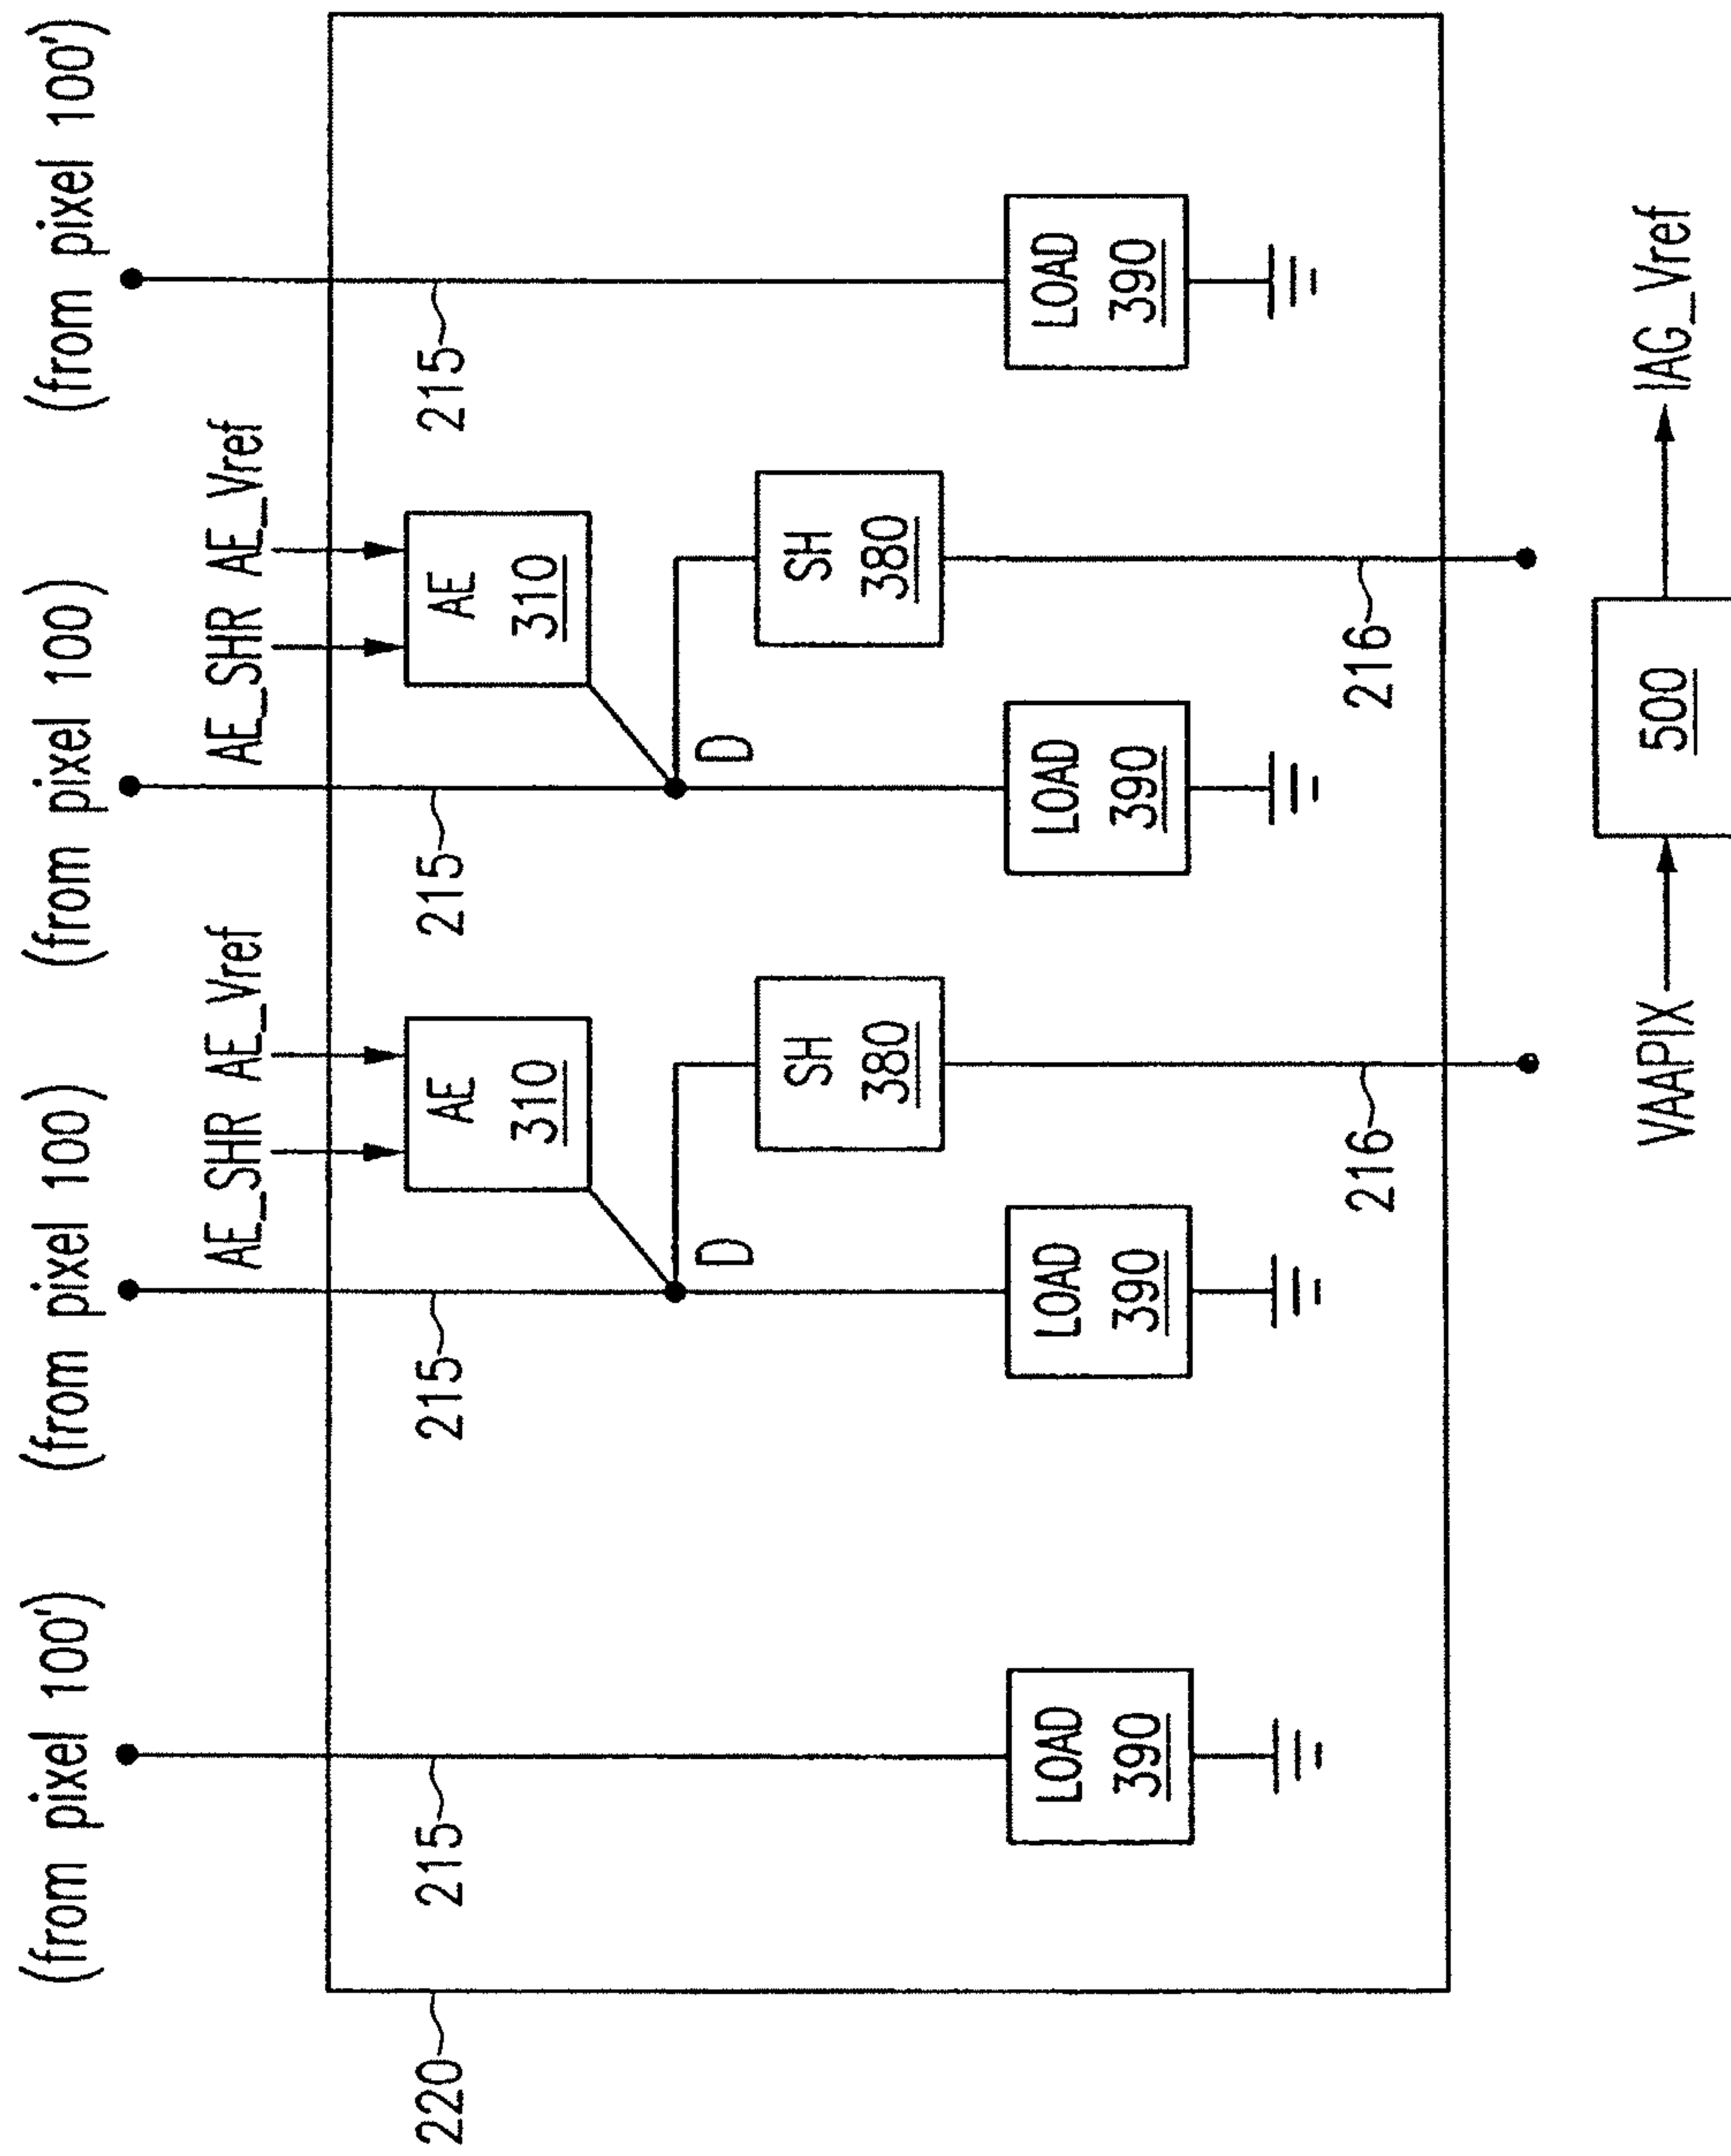 (from pixel 100')
(from pixel 100)
(from pixel 100)
(from pixel 100')
AE_SHR
AE_Vref
AE_SHR
AE_Vref
220
215
215
215
215
AE
310
AE
310
D
D
SH
380
SH
380
LOAD
390
LOAD
390
LOAD
390
LOAD
390
216
216
VAAPIX
500
IAG_Vref